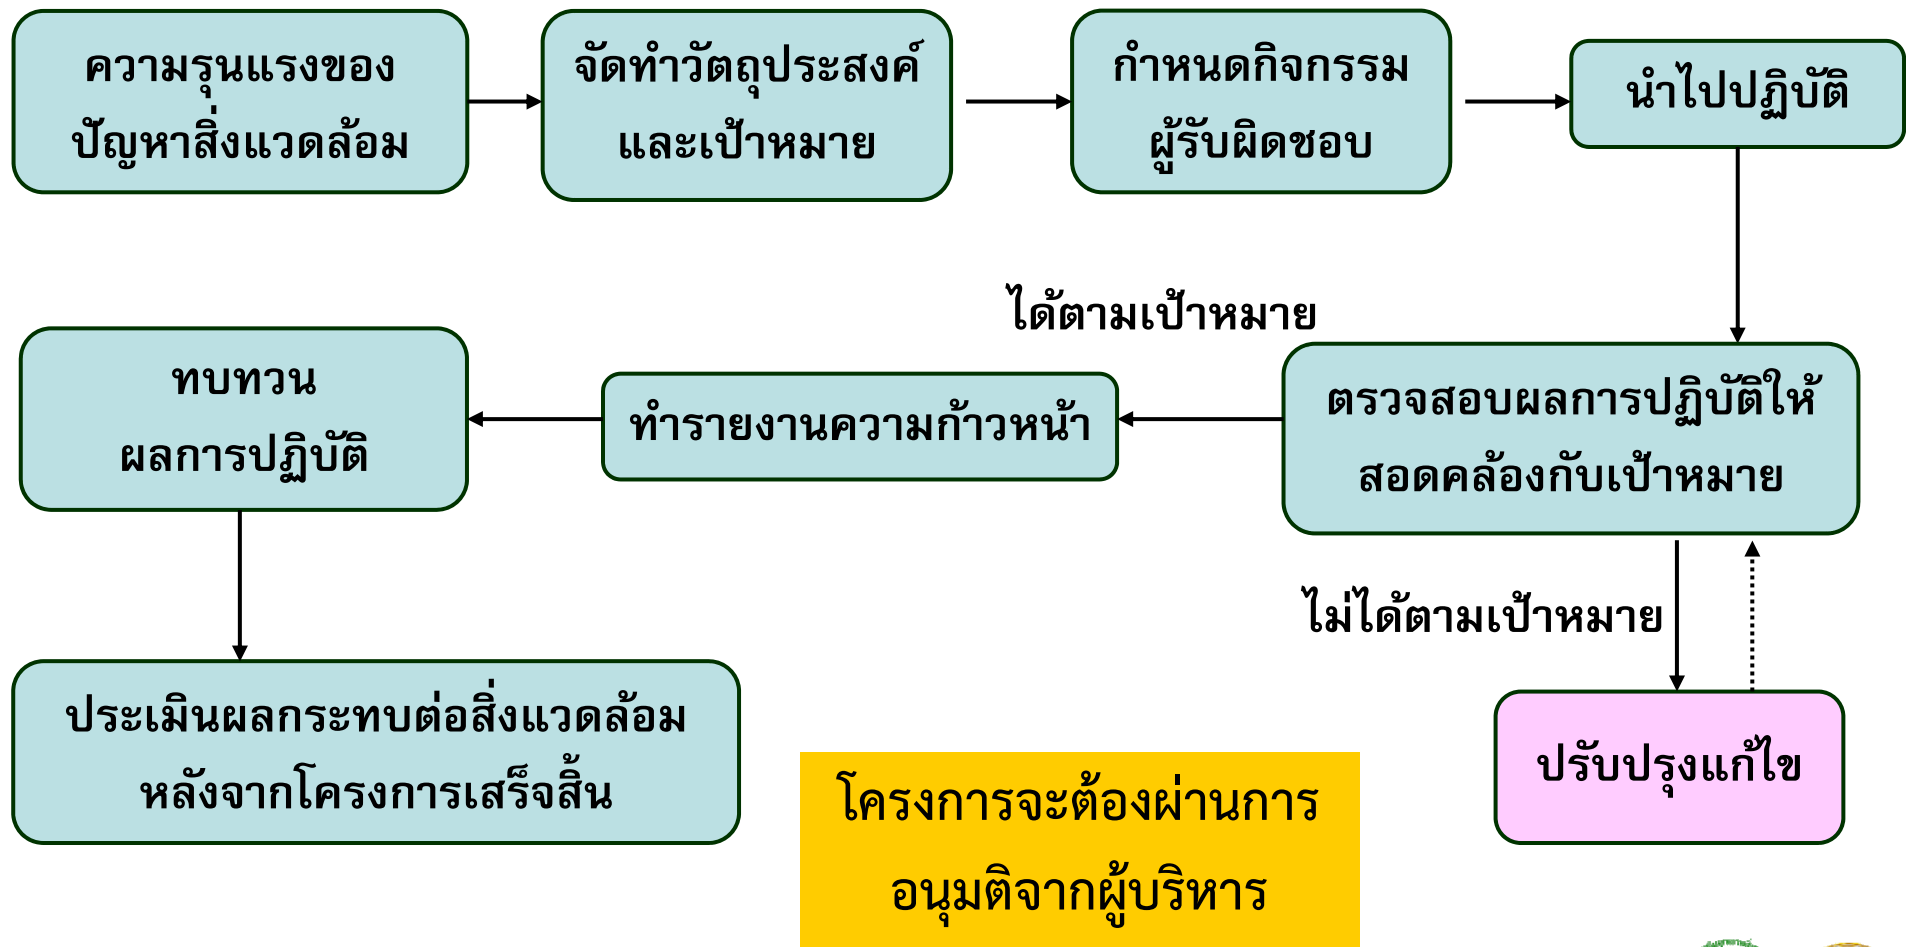 ความรุนแรงของ
ปัญหาสิ่งแวดล้อม
จัดทำวัตถุประสงค์
และเป้าหมาย
กำหนดกิจกรรม
ผู้รับผิดชอบ
นำไปปฏิบัติ
ได้ตามเป้าหมาย
ทบทวน
ผลการปฏิบัติ
ทำรายงานความก้าวหน้า
ตรวจสอบผลการปฏิบัติให้
สอดคล้องกับเป้าหมาย
ไม่ได้ตามเป้าหมาย
ประเมินผลกระทบต่อสิ่งแวดล้อม
หลังจากโครงการเสร็จสิ้น
โครงการจะต้องผ่านการ
อนุมติจากผู้บริหาร
ปรับปรุงแก้ไข